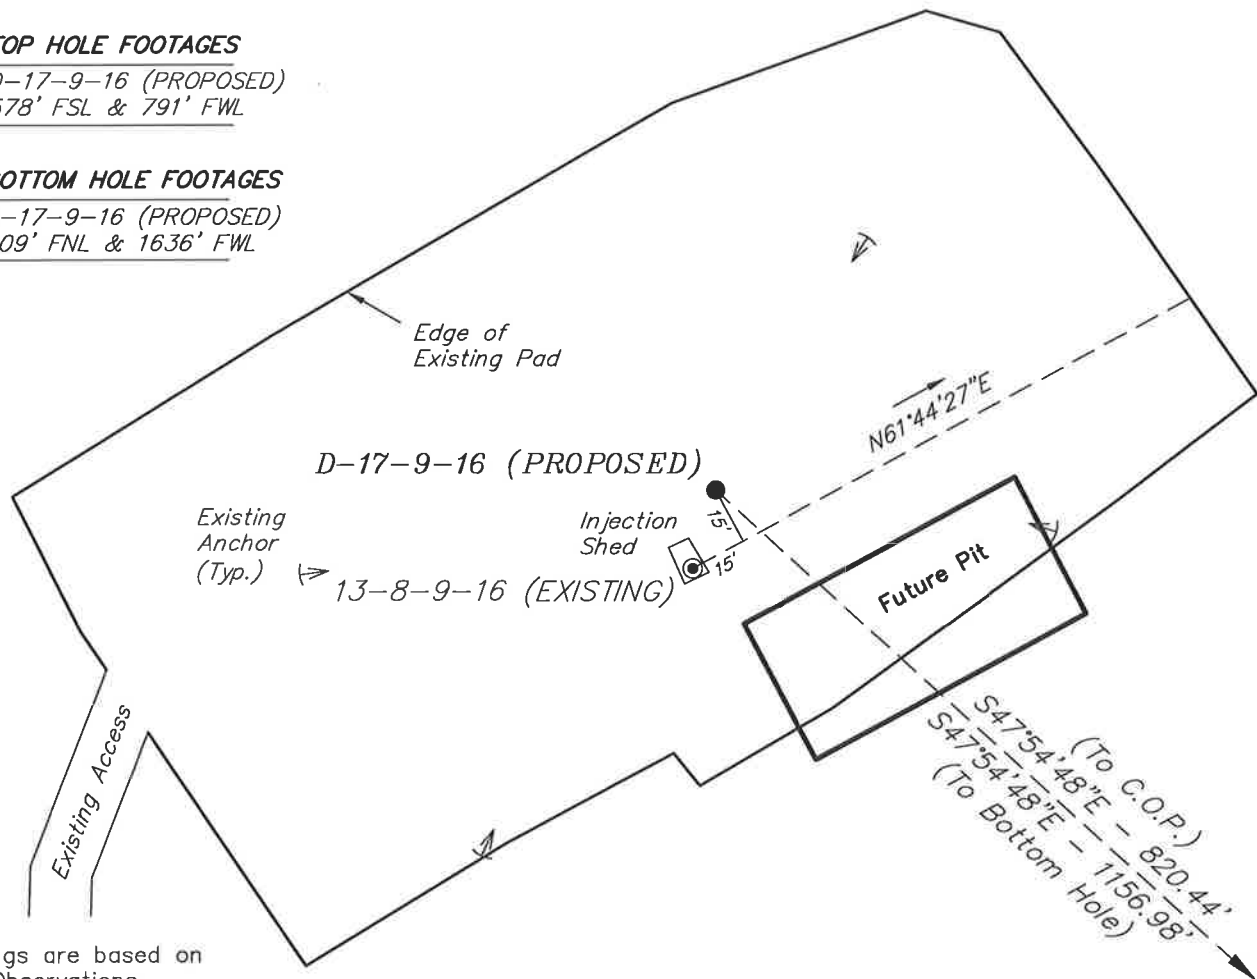 TOP HOLE FOOTAGES
-17-9-16 (PROPOSED)
578' FSL & 791' FWL
BOTTOM HOLE FOOTAGES
-17-9-16 (PROPOSED)
09' FNL & 1636' FWL
Edge of
Existing Pad
N61°44'27"E
D-17-9-16 (PROPOSED)
Existing
Anchor
(Typ.)
Injection
Shed
15'
15'
13-8-9-16 (EXISTING)
Future Pit
Existing Access
(To C.O.P.)
S47°54'48"E - 820.44'
S47°54'48"E - 1156.98'
(To Bottom Hole)
gs are based on
Observations